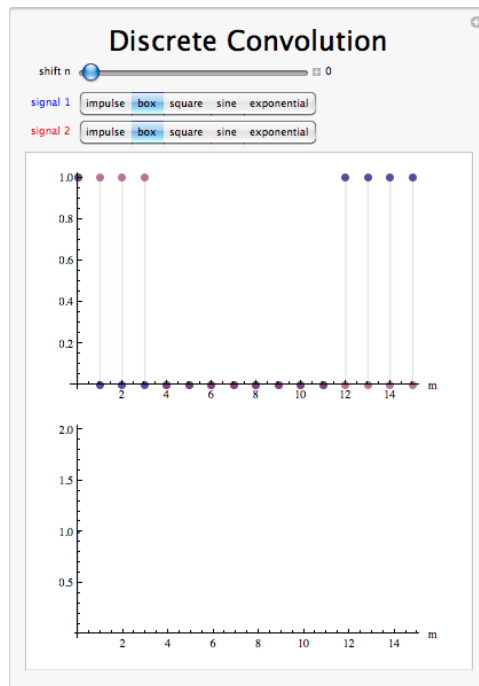 Discrete Convolution
shift n 0
signal 1 impulse box square sine exponential
signal 2 impulse box square sine exponential
1.0
0.8
0.6
0.4
0.2
2 4 6 8 10 12 14 m
2.0
1.5
1.0
0.5
2 4 6 8 10 12 14 m